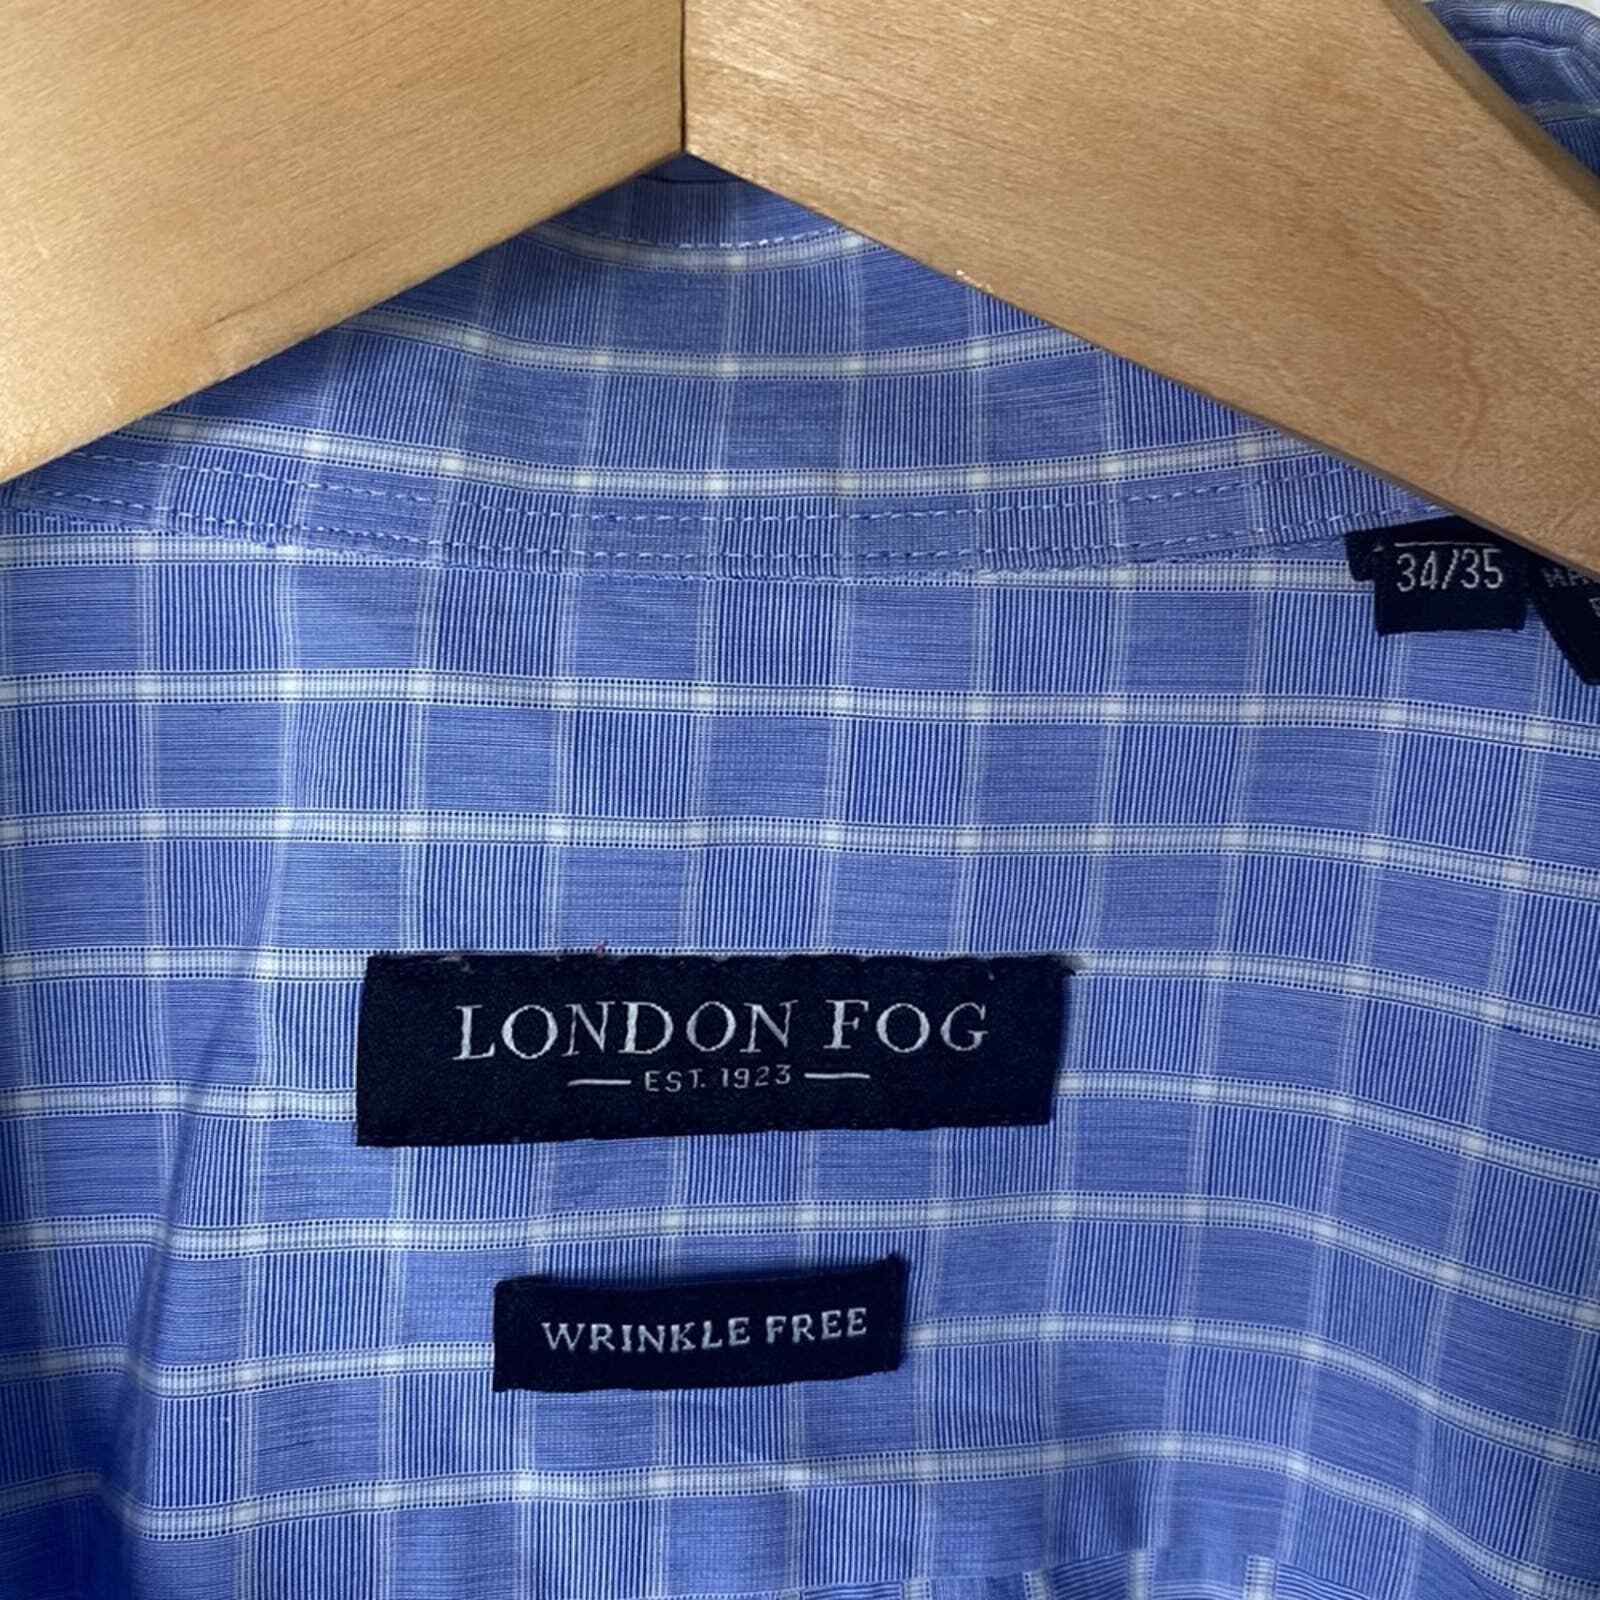 34/35
LONDON FOG
EST. 1923
WRINKLE FREE